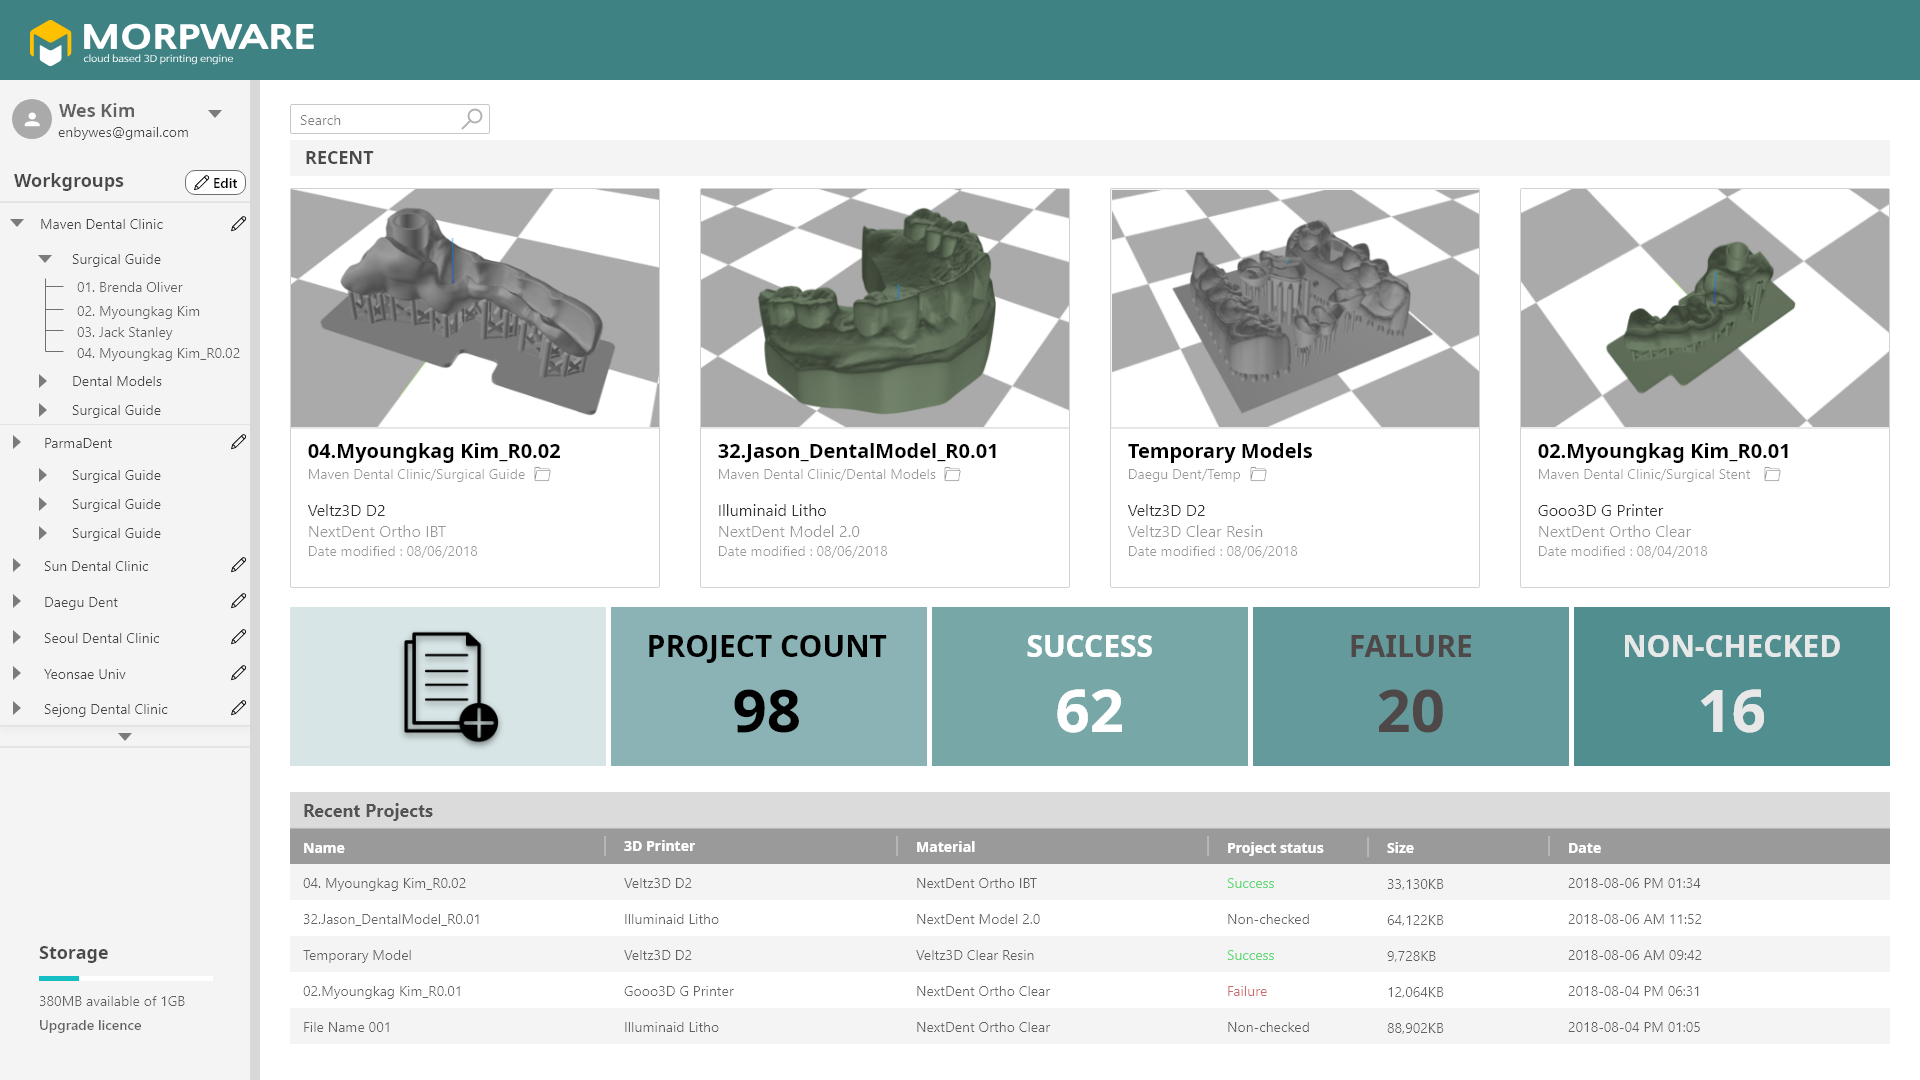 MORPWARE
cloud based 3D printing engine
Wes Kim
enbywes@gmail.com
Workgroups
Edit
Maven Dental Clinic
Surgical Guide
01. Brenda Oliver
02. Myoungkag Kim
03. Jack Stanley
04. Myoungkag Kim_R0.02
Dental Models
Surgical Guide
ParmaDent
Surgical Guide
Surgical Guide
Surgical Guide
Sun Dental Clinic
Daegu Dent
Seoul Dental Clinic
Yeonsae Univ
Sejong Dental Clinic
Storage
380MB available of 1GB
Upgrade licence
Search
RECENT
04.Myoungkag Kim_R0.02
Maven Dental Clinic/Surgical Guide
Veltz3D D2
NextDent Ortho IBT
Date modified : 08/06/2018
32.Jason_DentalModel_R0.01
Maven Dental Clinic/Dental Models
Illuminaid Litho
NextDent Model 2.0
Date modified : 08/06/2018
Temporary Models
Daegu Dent/Temp
Veltz3D D2
Veltz3D Clear Resin
Date modified : 08/06/2018
02.Myoungkag Kim_R0.01
Maven Dental Clinic/Surgical Stent
Gooo3D G Printer
NextDent Ortho Clear
Date modified : 08/04/2018
PROJECT COUNT
98
SUCCESS
62
FAILURE
20
NON-CHECKED
16
Recent Projects
Name 3D Printer Material Project status Size Date
04. Myoungkag Kim_R0.02 Veltz3D D2 NextDent Ortho IBT Success 33,130KB 2018-08-06 PM 01:34
32.Jason_DentalModel_R0.01 Illuminaid Litho NextDent Model 2.0 Non-checked 64,122KB 2018-08-06 AM 11:52
Temporary Model Veltz3D D2 Veltz3D Clear Resin Success 9,728KB 2018-08-06 AM 09:42
02.Myoungkag Kim_R0.01 Gooo3D G Printer NextDent Ortho Clear Failure 12,064KB 2018-08-04 PM 06:31
File Name 001 Illuminaid Litho NextDent Ortho Clear Non-checked 88,902KB 2018-08-04 PM 01:05